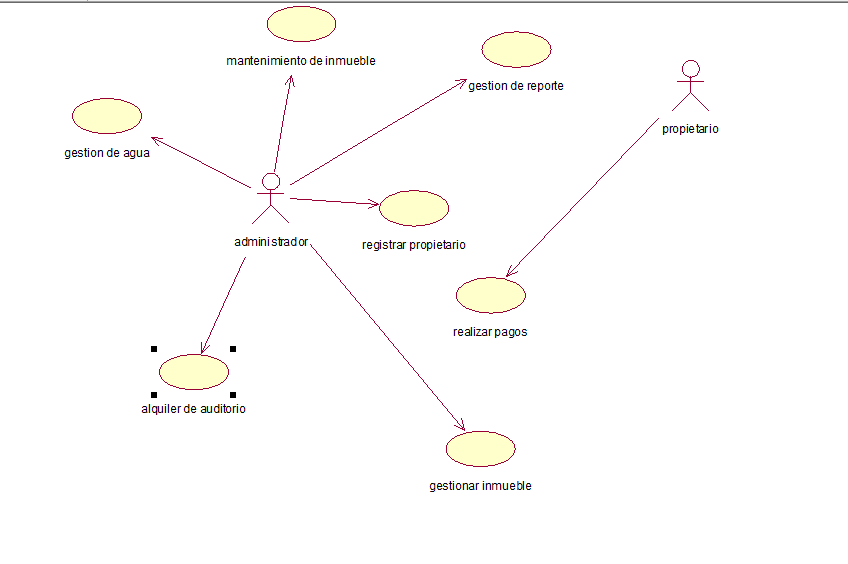 mantenimiento de inmueble
gestion de reporte
propietario
gestion de agua
administrador
registrar propietario
realizar pagos
alquiler de auditorio
gestionar inmueble